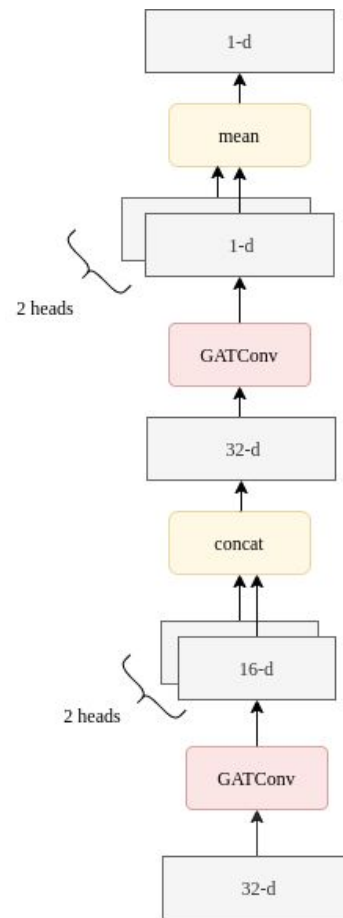 1-d
mean
1-d
2 heads
GATConv
32-d
concat
16-d
2 heads
GATConv
32-d